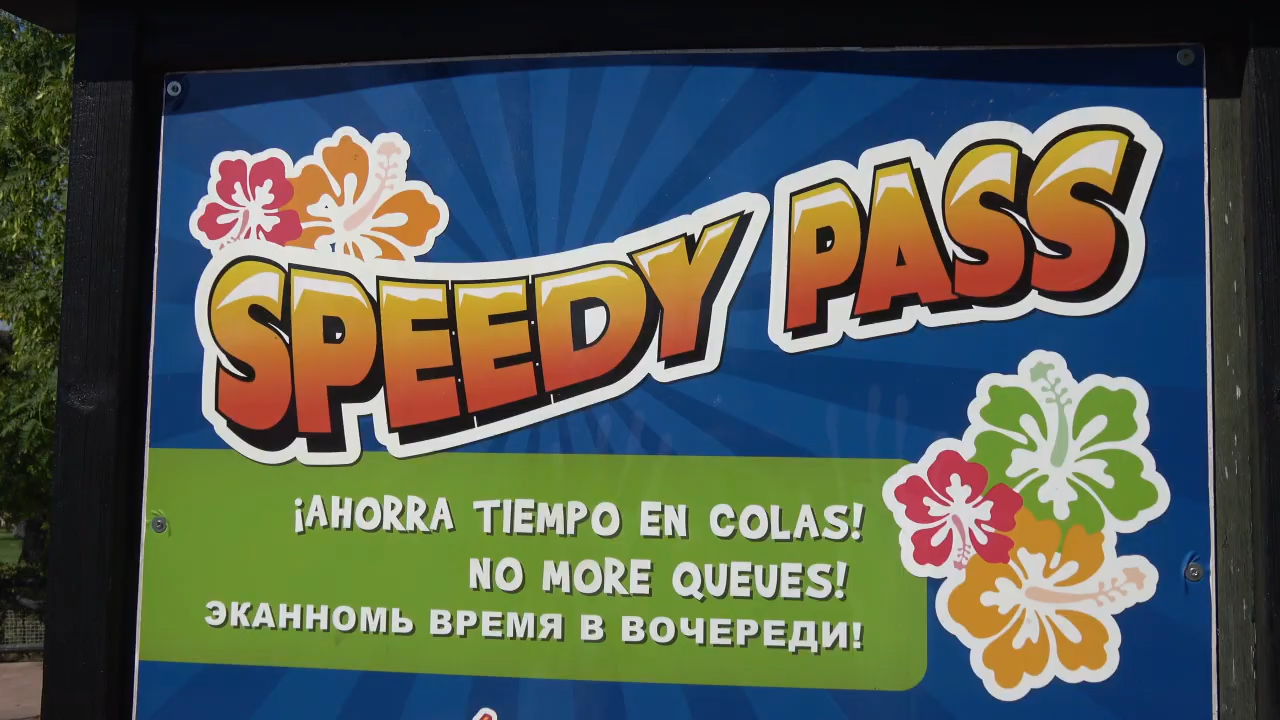 SPEEDY PASS
¡AHORRA TIEMPO EN COLAS!
NO MORE QUEUES!
ЭКАННОМЬ ВРЕМЯ В ВОЧЕРЕДИ!